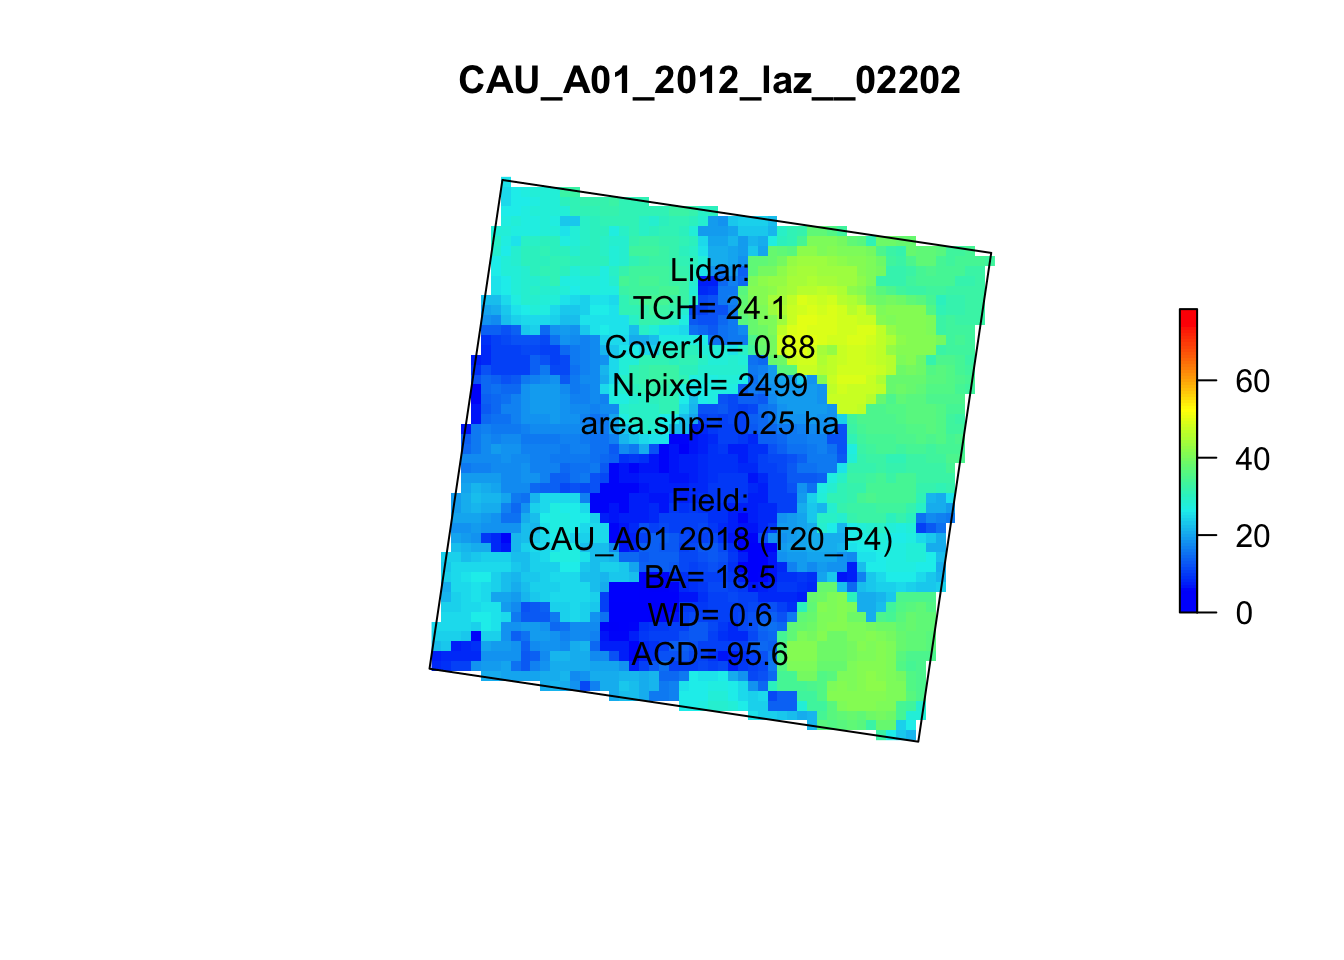 CAU_A01_2012_laz__02202
Lidar:
TCH= 24.1
Cover10= 0.88
N.pixel= 2499
area.shp= 0.25 ha
Field:
CAU_A01 2018 (T20_P4)
BA= 18.5
WD= 0.6
ACD= 95.6
60
40
20
0